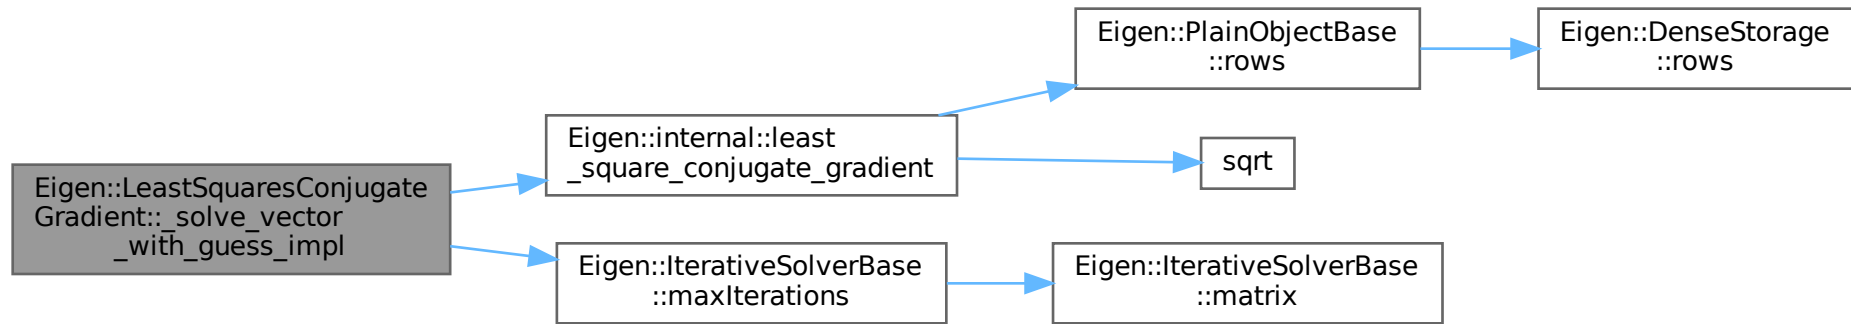 Eigen::LeastSquaresConjugate
Gradient::_solve_vector
_with_guess_impl
Eigen::internal::least
_square_conjugate_gradient
Eigen::PlainObjectBase
::rows
Eigen::DenseStorage
::rows
sqrt
Eigen::IterativeSolverBase
::maxIterations
Eigen::IterativeSolverBase
::matrix